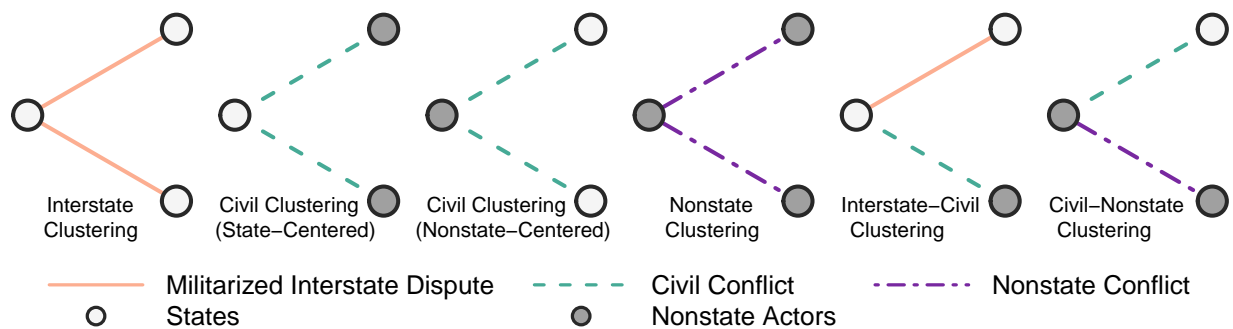 Interstate
Clustering
Civil Clustering
(State−Centered)
Civil Clustering
(Nonstate−Centered)
Nonstate
Clustering
Interstate−Civil
Clustering
Civil−Nonstate
Clustering
Militarized Interstate Dispute
Civil Conflict
Nonstate Conflict
States
Nonstate Actors